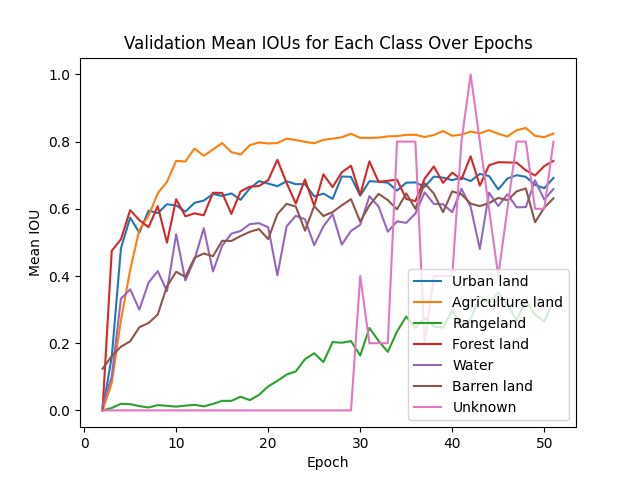 Validation Mean IOUs for Each Class Over Epochs
1.0
0.8
0.6
0.4
0.2
0.0
Mean IOU
0 10 20 30 40 50
Epoch
Urban land
Agriculture land
Rangeland
Forest land
Water
Barren land
Unknown